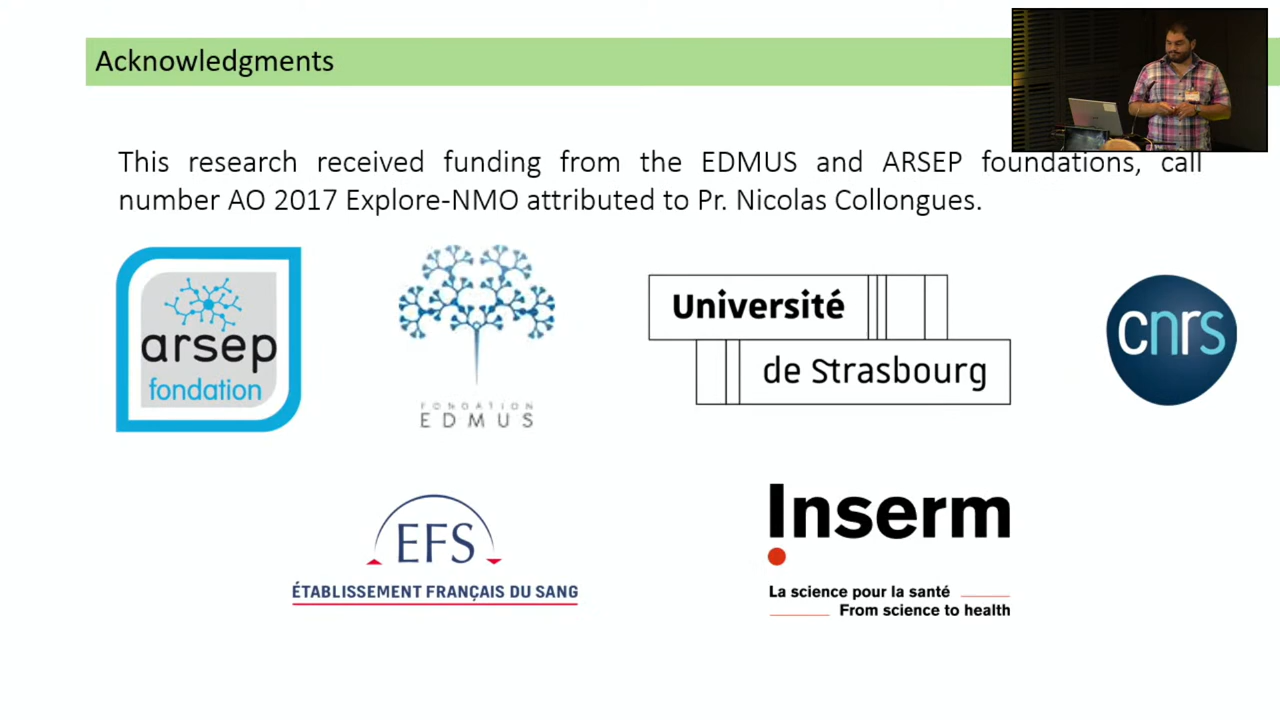 Acknowledgments
This research received funding from the EDMUS and ARSEP foundations, call
number AO 2017 Explore-NMO attributed to Pr. Nicolas Collongues.
arsep
fondation
FONDATION
EDMUS
Université
de Strasbourg
cnrs
EFS
ÉTABLISSEMENT FRANÇAIS DU SANG
Inserm
La science pour la santé
From science to health